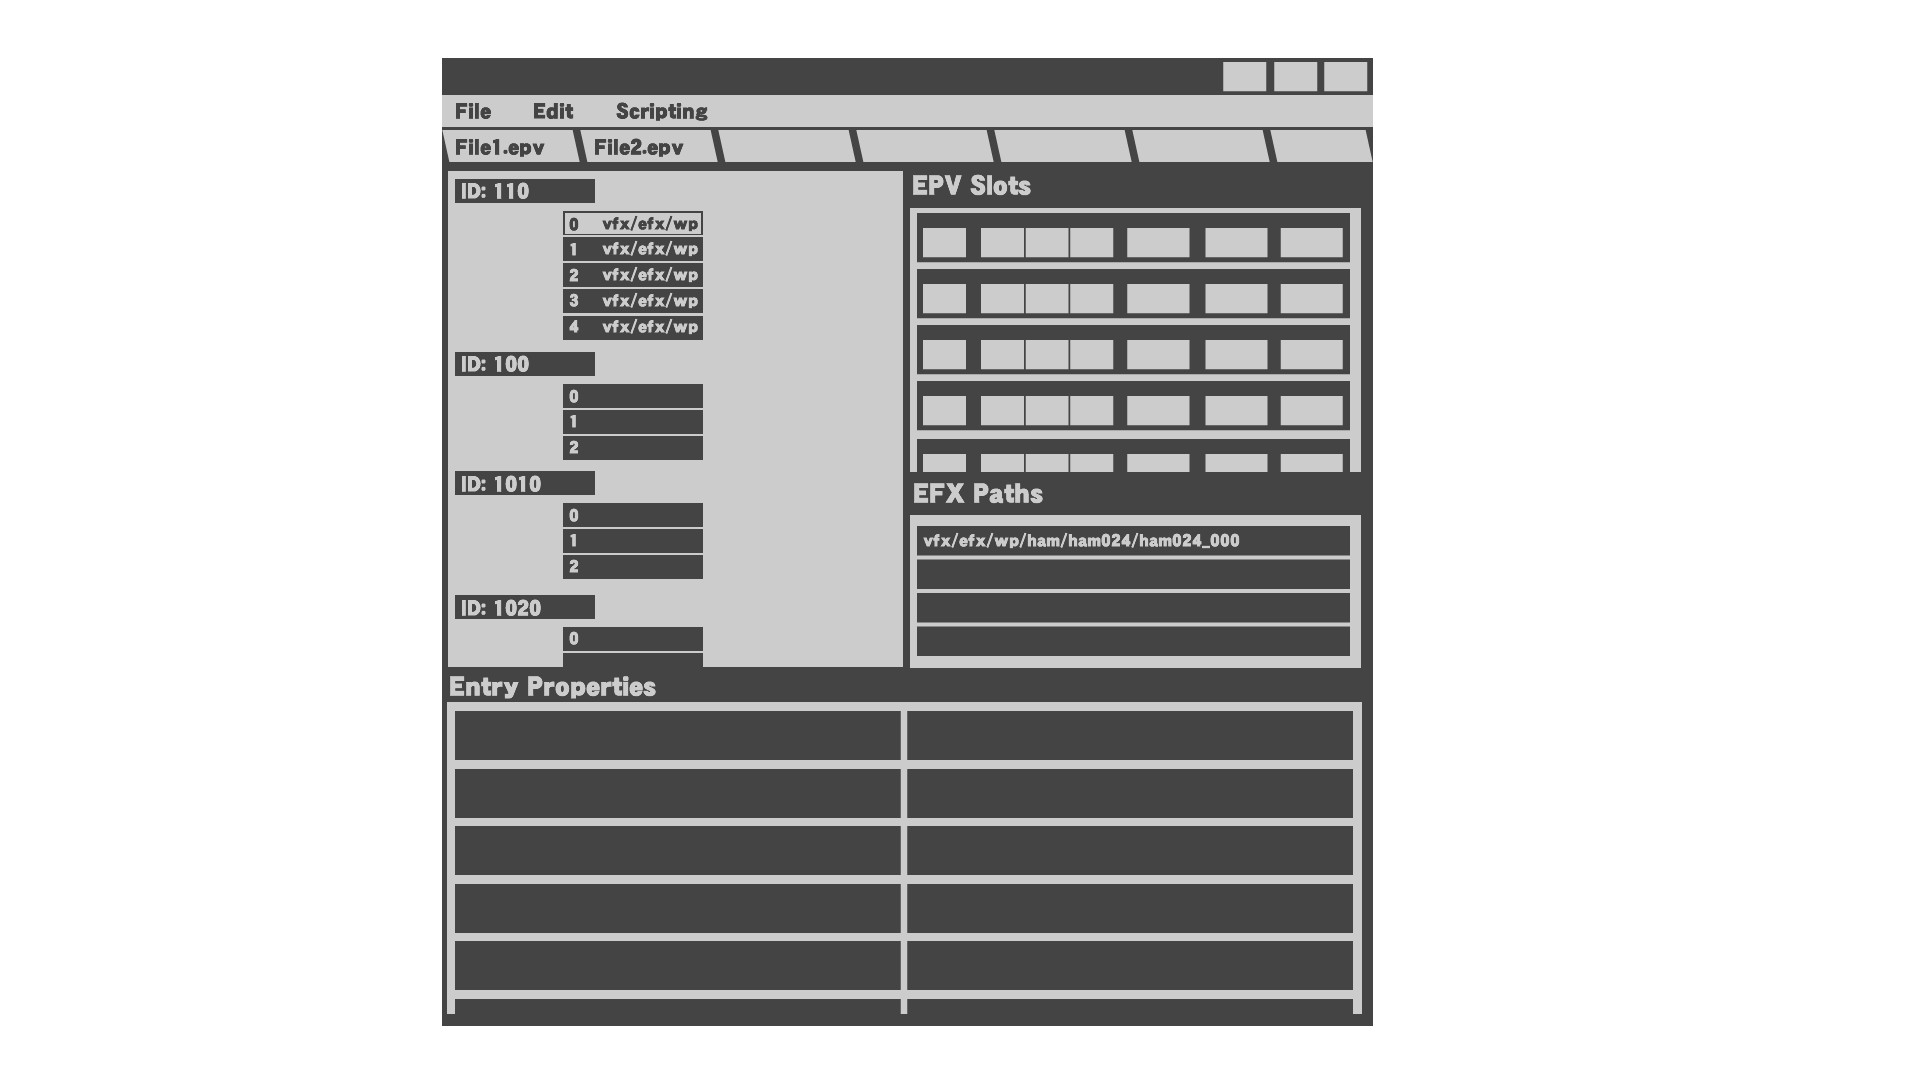 File Edit Scripting
File1.epv File2.epv
ID: 110
0 vfx/efx/wp
1 vfx/efx/wp
2 vfx/efx/wp
3 vfx/efx/wp
4 vfx/efx/wp
ID: 100
0
1
2
ID: 1010
0
1
2
ID: 1020
0
EPV Slots
EFX Paths
vfx/efx/wp/ham/ham024/ham024_000
Entry Properties